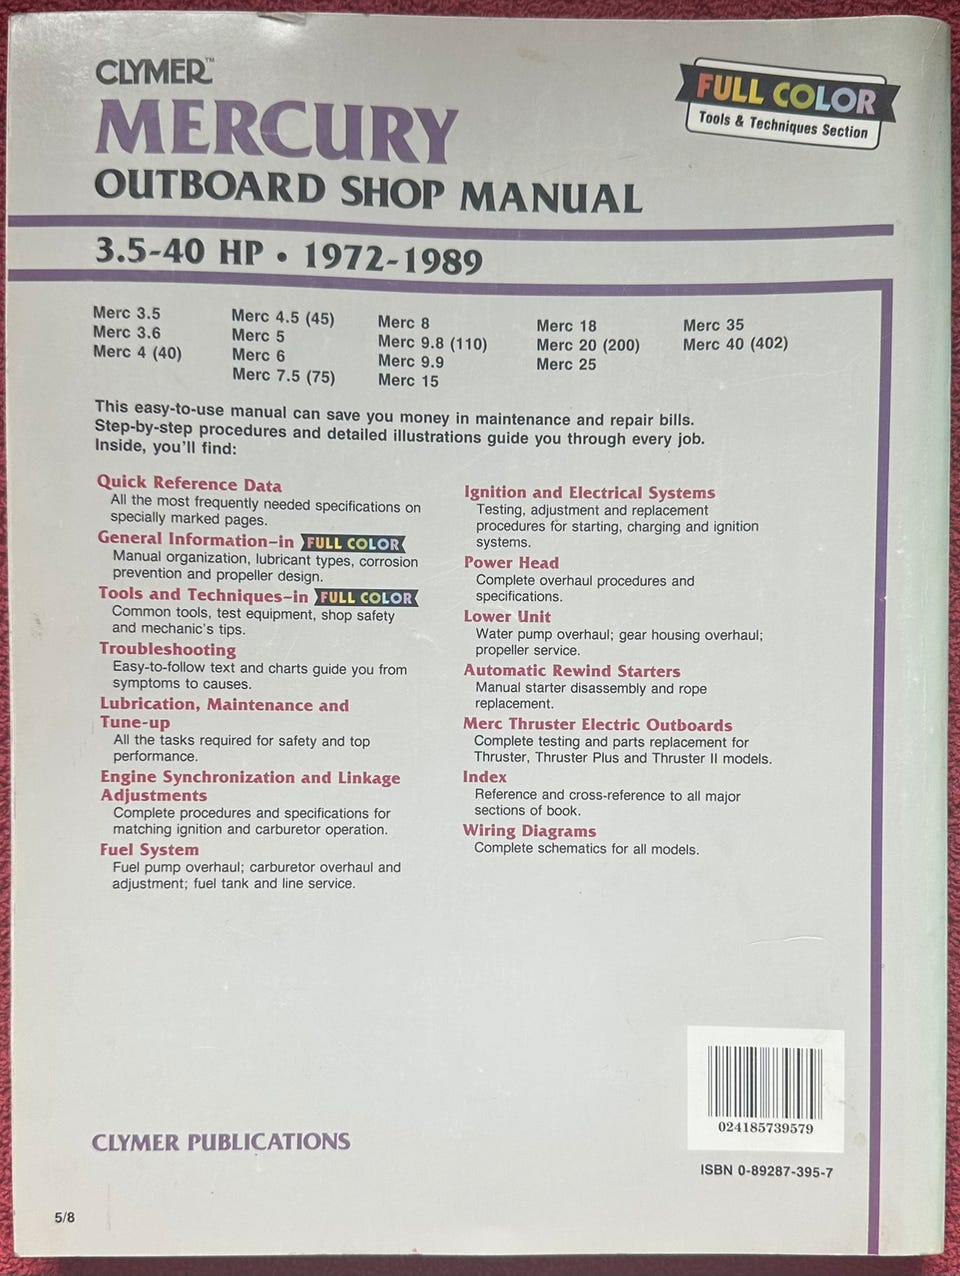 CLYMER™
MERCURY
OUTBOARD SHOP MANUAL
FULL COLOR
Tools & Techniques Section
3.5-40 HP • 1972-1989
Merc 3.5
Merc 3.6
Merc 4 (40)
Merc 4.5 (45)
Merc 5
Merc 6
Merc 7.5 (75)
Merc 8
Merc 9.8 (110)
Merc 9.9
Merc 15
Merc 18
Merc 20 (200)
Merc 25
Merc 35
Merc 40 (402)
This easy-to-use manual can save you money in maintenance and repair bills.
Step-by-step procedures and detailed illustrations guide you through every job.
Inside, you'll find:
Quick Reference Data
All the most frequently needed specifications on
specially marked pages.
General Information–in FULL COLOR
Manual organization, lubricant types, corrosion
prevention and propeller design.
Tools and Techniques–in FULL COLOR
Common tools, test equipment, shop safety
and mechanic's tips.
Troubleshooting
Easy-to-follow text and charts guide you from
symptoms to causes.
Lubrication, Maintenance and
Tune-up
All the tasks required for safety and top
performance.
Engine Synchronization and Linkage
Adjustments
Complete procedures and specifications for
matching ignition and carburetor operation.
Fuel System
Fuel pump overhaul; carburetor overhaul and
adjustment; fuel tank and line service.
Ignition and Electrical Systems
Testing, adjustment and replacement
procedures for starting, charging and ignition
systems.
Power Head
Complete overhaul procedures and
specifications.
Lower Unit
Water pump overhaul; gear housing overhaul;
propeller service.
Automatic Rewind Starters
Manual starter disassembly and rope
replacement.
Merc Thruster Electric Outboards
Complete testing and parts replacement for
Thruster, Thruster Plus and Thruster II models.
Index
Reference and cross-reference to all major
sections of book.
Wiring Diagrams
Complete schematics for all models.
024185739579
ISBN 0-89287-395-7
CLYMER PUBLICATIONS
5/8